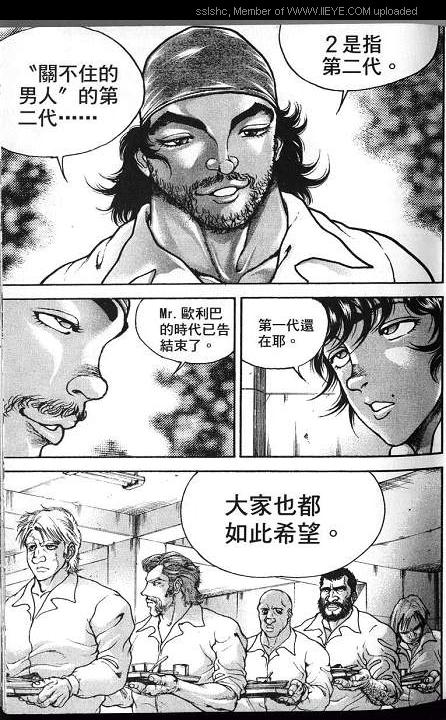 sslshc, Member of WWW.IIEYE.COM uploaded
2是指
第二代。
〝關不住的
男人〞的第
二代……
第一代還
在耶。
Mr.歐利巴
的時代已告
結束了。
大家也都
如此希望。